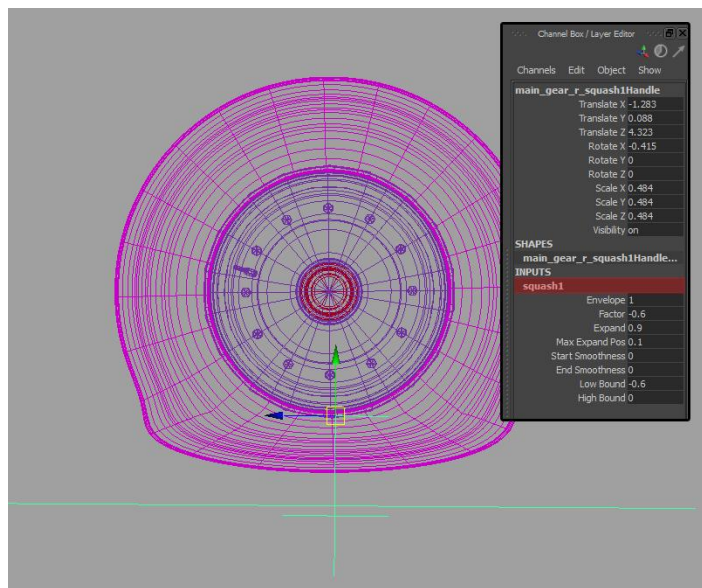 Channel Box / Layer Editor
Channels Edit Object Show
main_gear_r_squash1Handle
Translate X -1.283
Translate Y 0.088
Translate Z 4.323
Rotate X -0.415
Rotate Y 0
Rotate Z 0
Scale X 0.484
Scale Y 0.484
Scale Z 0.484
Visibility on
SHAPES
main_gear_r_squash1Handle...
INPUTS
squash1
Envelope 1
Factor -0.6
Expand 0.9
Max Expand Pos 0.1
Start Smoothness 0
End Smoothness 0
Low Bound -0.6
High Bound 0